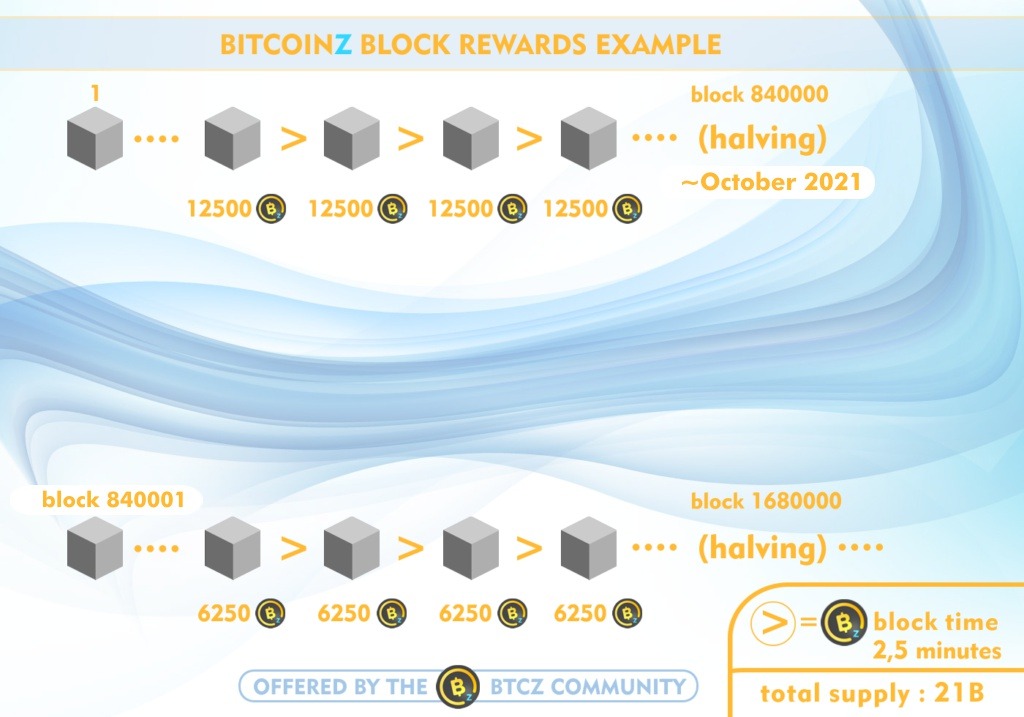 BITCOINZ BLOCK REWARDS EXAMPLE
1
block 840000
> > > (halving)
~October 2021
12500 12500 12500 12500
block 840001
block 1680000
> > > (halving)
6250 6250 6250 6250
> = block time
2,5 minutes
OFFERED BY THE BTCZ COMMUNITY
total supply : 21B